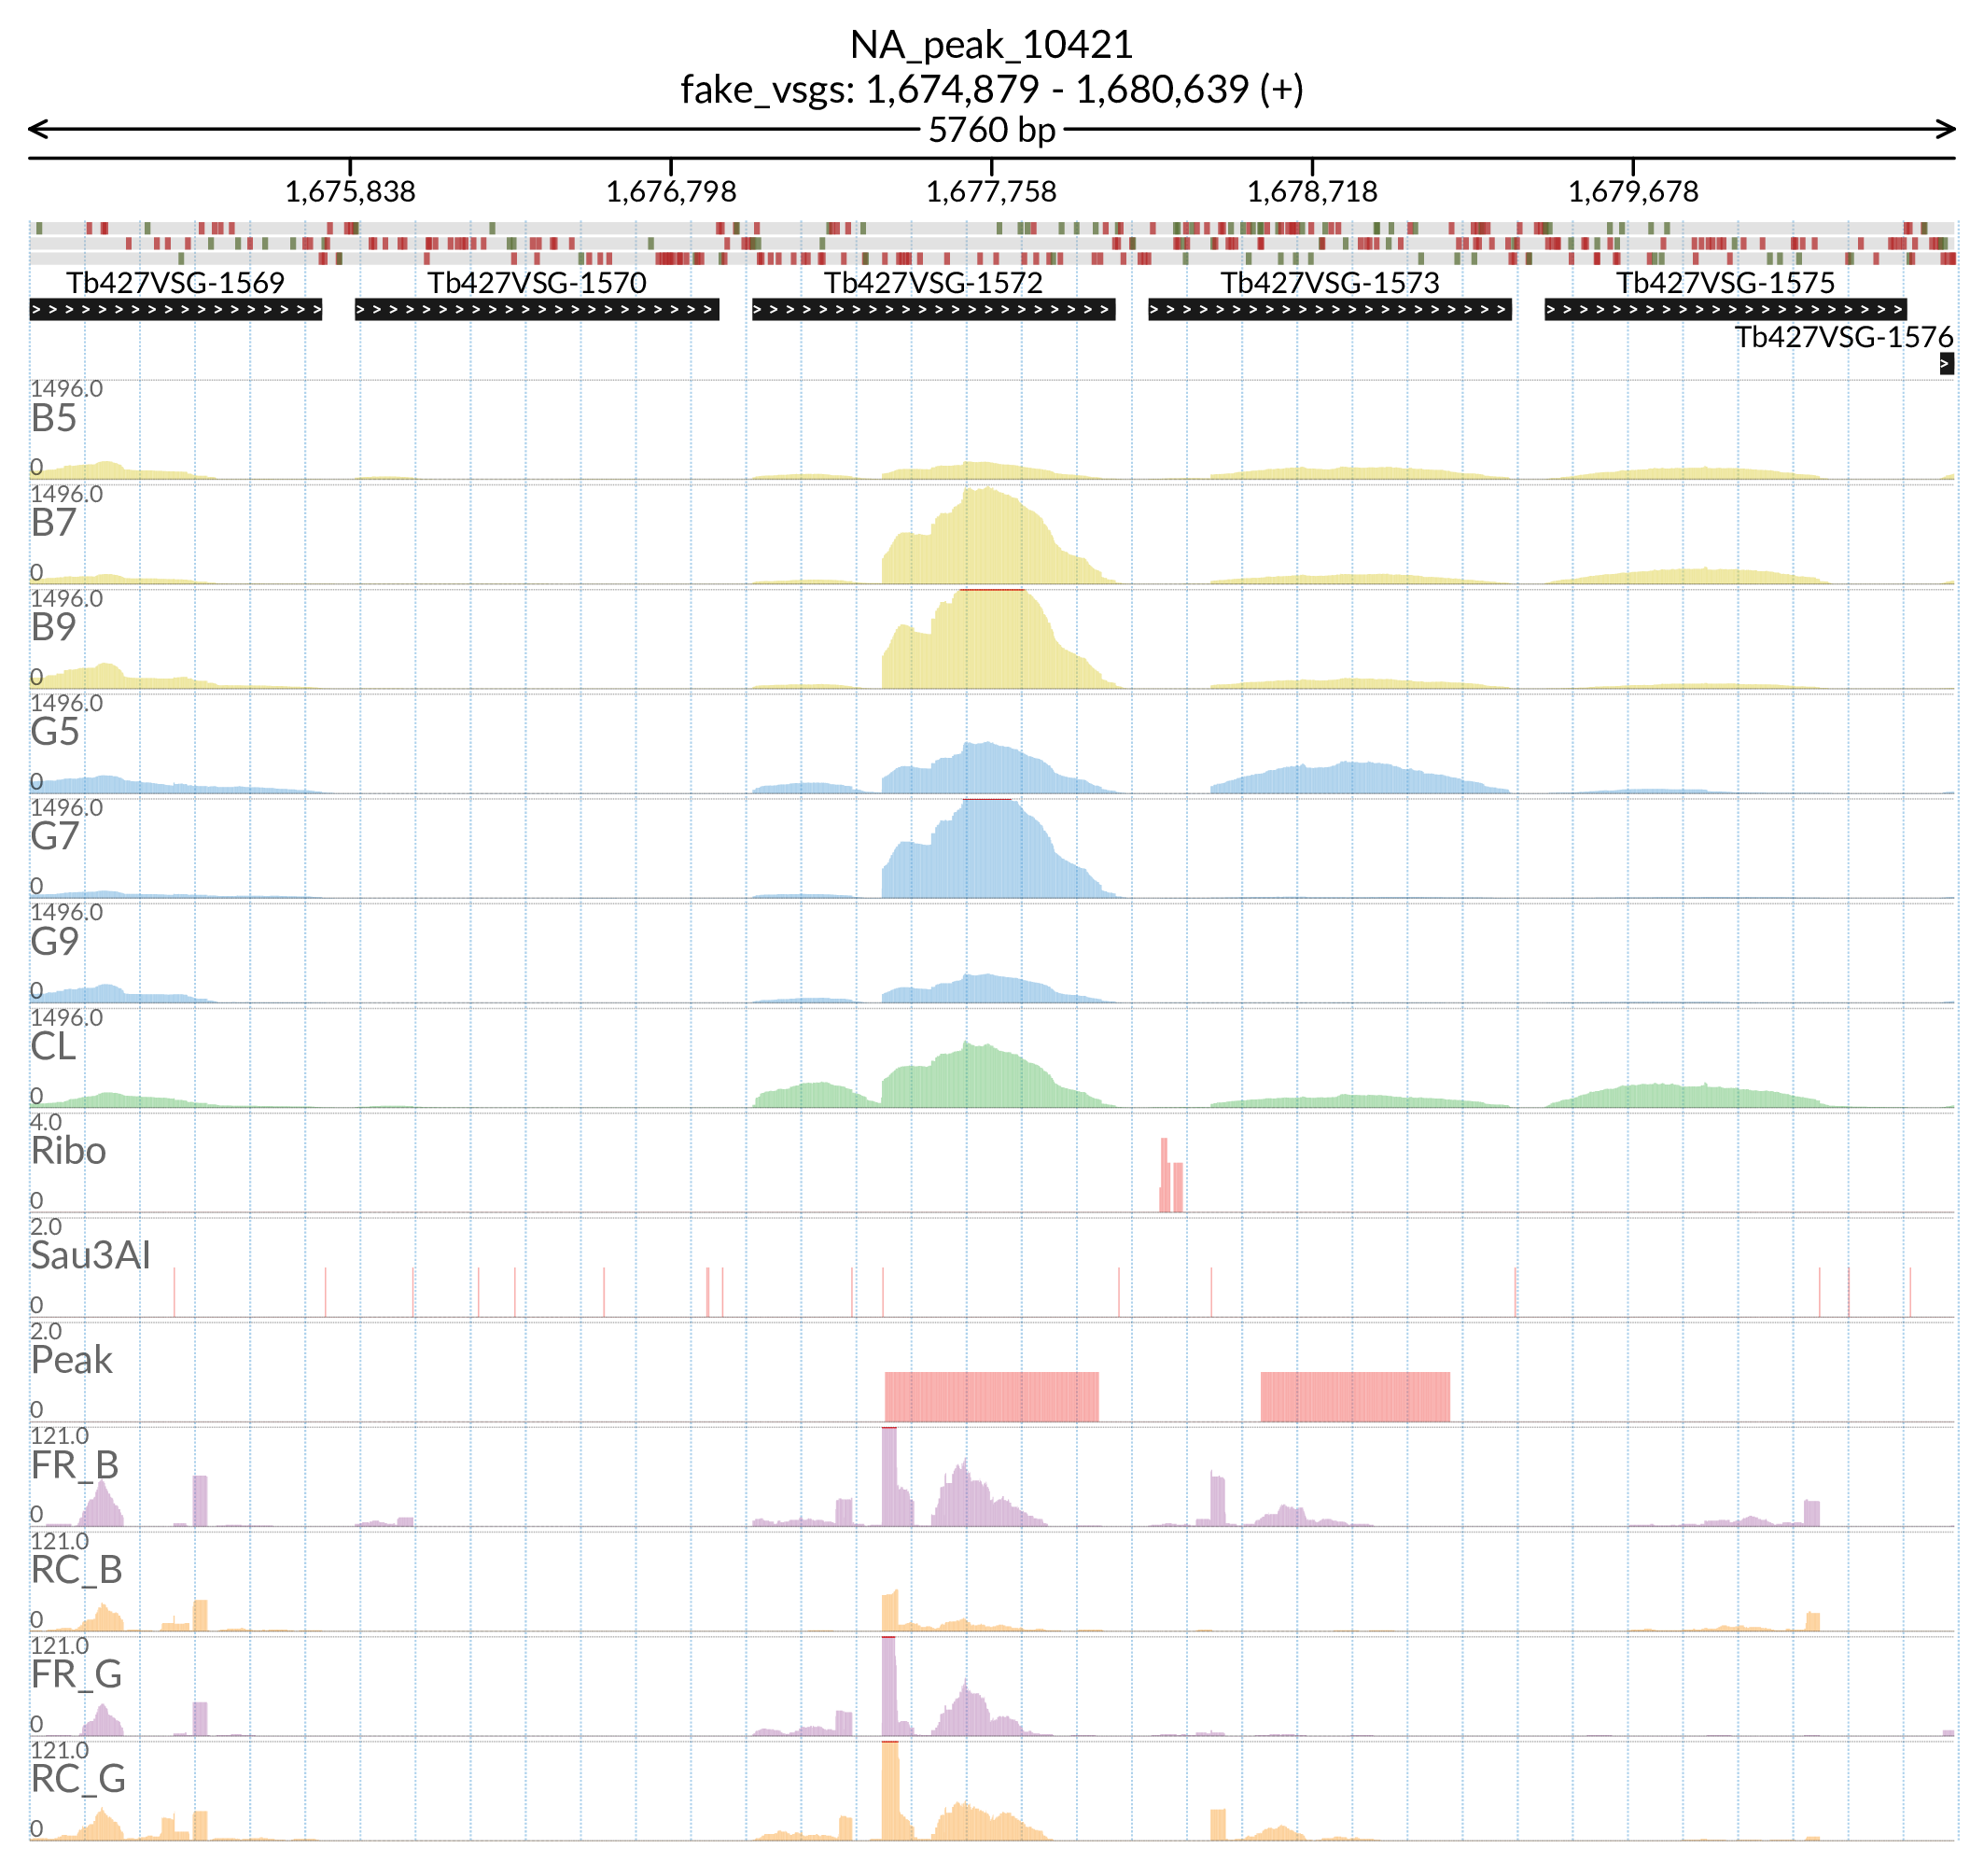 NA_peak_10421
fake_vsgs: 1,674,879 - 1,680,639 (+)
5760 bp
1,675,838 1,676,798 1,677,758 1,678,718 1,679,678
Tb427VSG-1569 Tb427VSG-1570 Tb427VSG-1572 Tb427VSG-1573 Tb427VSG-1575
Tb427VSG-1576
1496.0
B5
0
1496.0
B7
0
1496.0
B9
0
1496.0
G5
0
1496.0
G7
0
1496.0
G9
0
1496.0
CL
0
4.0
Ribo
0
2.0
Sau3AI
0
2.0
Peak
0
121.0
FR_B
0
121.0
RC_B
0
121.0
FR_G
0
121.0
RC_G
0